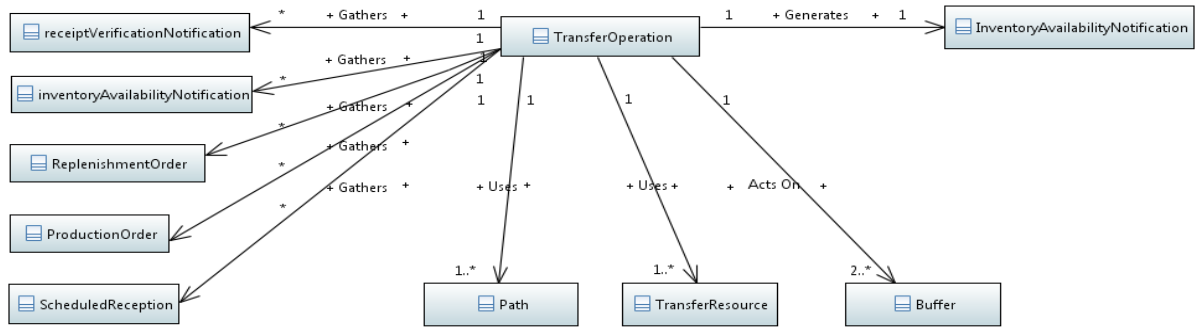 * + Gathers + 1
1 + Generates + 1
receiptVerificationNotification
TransferOperation
InventoryAvailabilityNotification
1
* + Gathers + 1
inventoryAvailabilityNotification
1
* + Gathers + 1 1 1 1
ReplenishmentOrder
* + Gathers +
* + Gathers +
+ Uses + + Uses + + Acts On +
ProductionOrder
1..* 1..* 2..*
ScheduledReception
Path
TransferResource
Buffer